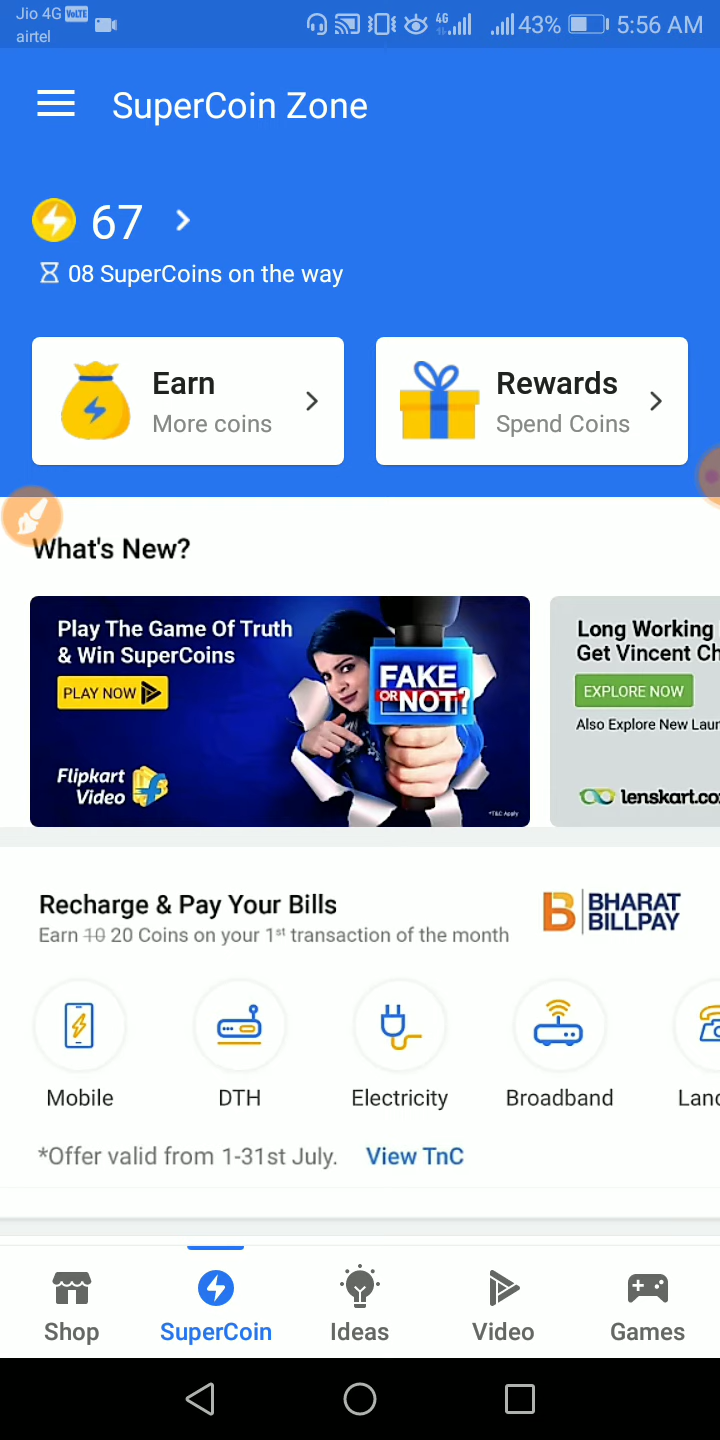 Jio 4G VoLTE
airtel
4G
43% 5:56 AM
SuperCoin Zone
67
08 SuperCoins on the way
Earn
More coins
Rewards
Spend Coins
What's New?
Play The Game Of Truth
& Win SuperCoins
PLAY NOW
FAKE
OR NOT?
Flipkart
Video
*T&C Apply
Long Working
Get Vincent Ch
EXPLORE NOW
Also Explore New Laun
lenskart.co
Recharge & Pay Your Bills
Earn 10 20 Coins on your 1st transaction of the month
BHARAT
BILLPAY
Mobile
DTH
Electricity
Broadband
Land
*Offer valid from 1-31st July. View TnC
Shop
SuperCoin
Ideas
Video
Games